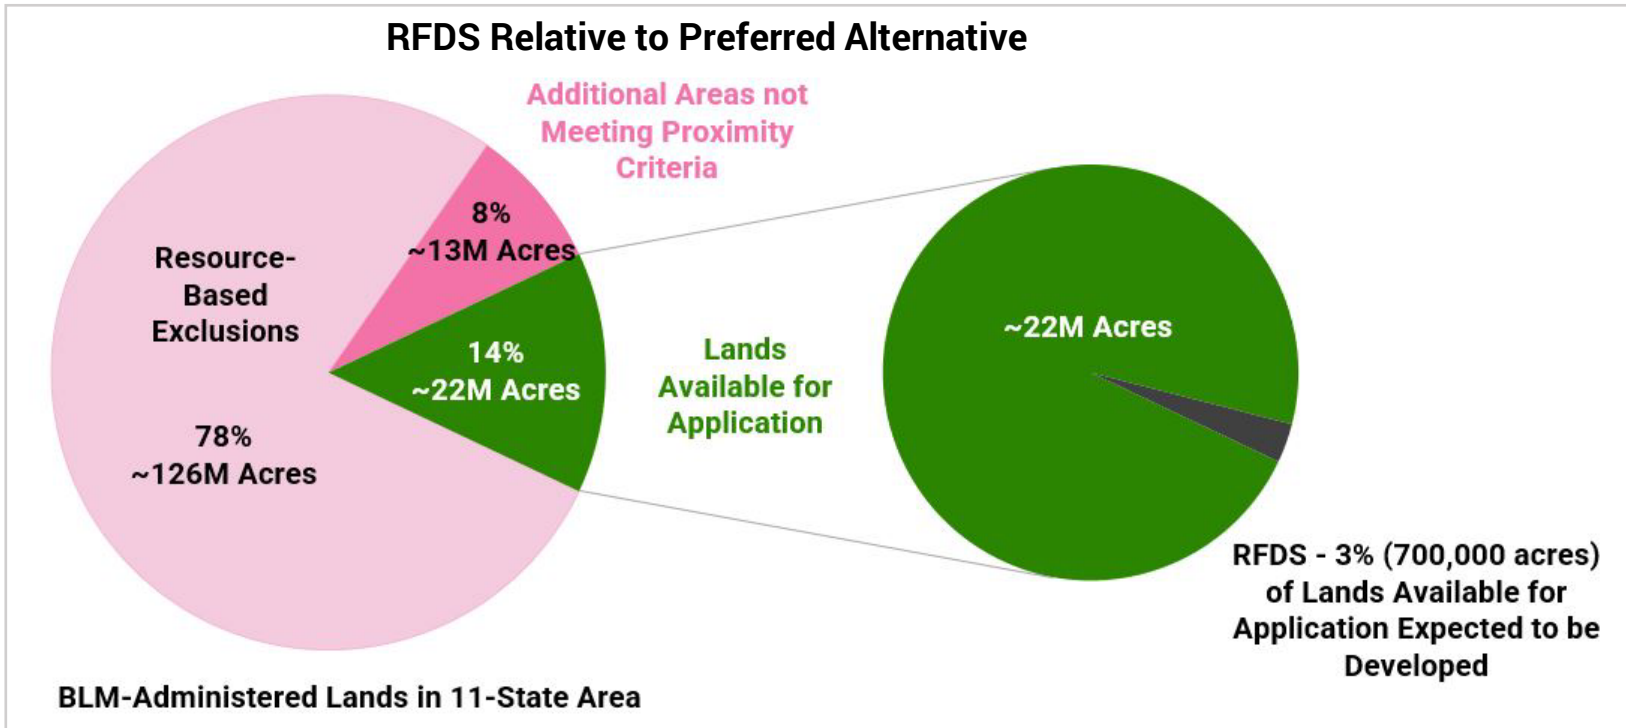 RFDS Relative to Preferred Alternative
Additional Areas not
Meeting Proximity
Criteria
8%
~13M Acres
Resource-
Based
Exclusions
14%
~22M Acres
78%
~126M Acres
Lands
Available for
Application
~22M Acres
RFDS - 3% (700,000 acres)
of Lands Available for
Application Expected to be
Developed
BLM-Administered Lands in 11-State Area